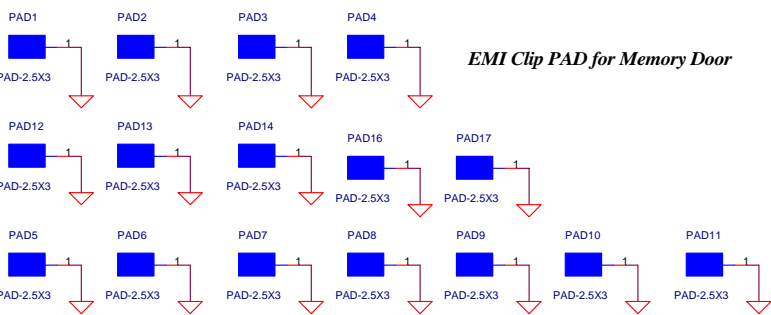 PAD1 PAD2 PAD3 PAD4
1 1 1 1
EMI Clip PAD for Memory Door
PAD-2.5X3 PAD-2.5X3 PAD-2.5X3 PAD-2.5X3
PAD12 PAD13 PAD14 PAD16 PAD17
1 1 1 1 1
PAD-2.5X3 PAD-2.5X3 PAD-2.5X3 PAD-2.5X3 PAD-2.5X3
PAD5 PAD6 PAD7 PAD8 PAD9 PAD10 PAD11
1 1 1 1 1 1 1
PAD-2.5X3 PAD-2.5X3 PAD-2.5X3 PAD-2.5X3 PAD-2.5X3 PAD-2.5X3 PAD-2.5X3